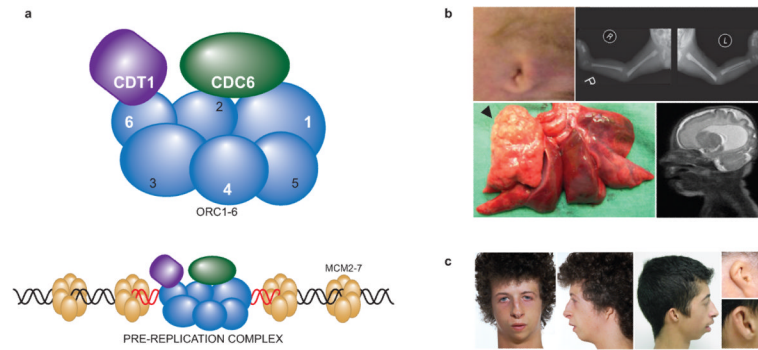 a
CDT1
CDC6
2
6
1
3
4
5
ORC1-6
MCM2-7
PRE-REPLICATION COMPLEX
b
R
L
P
c